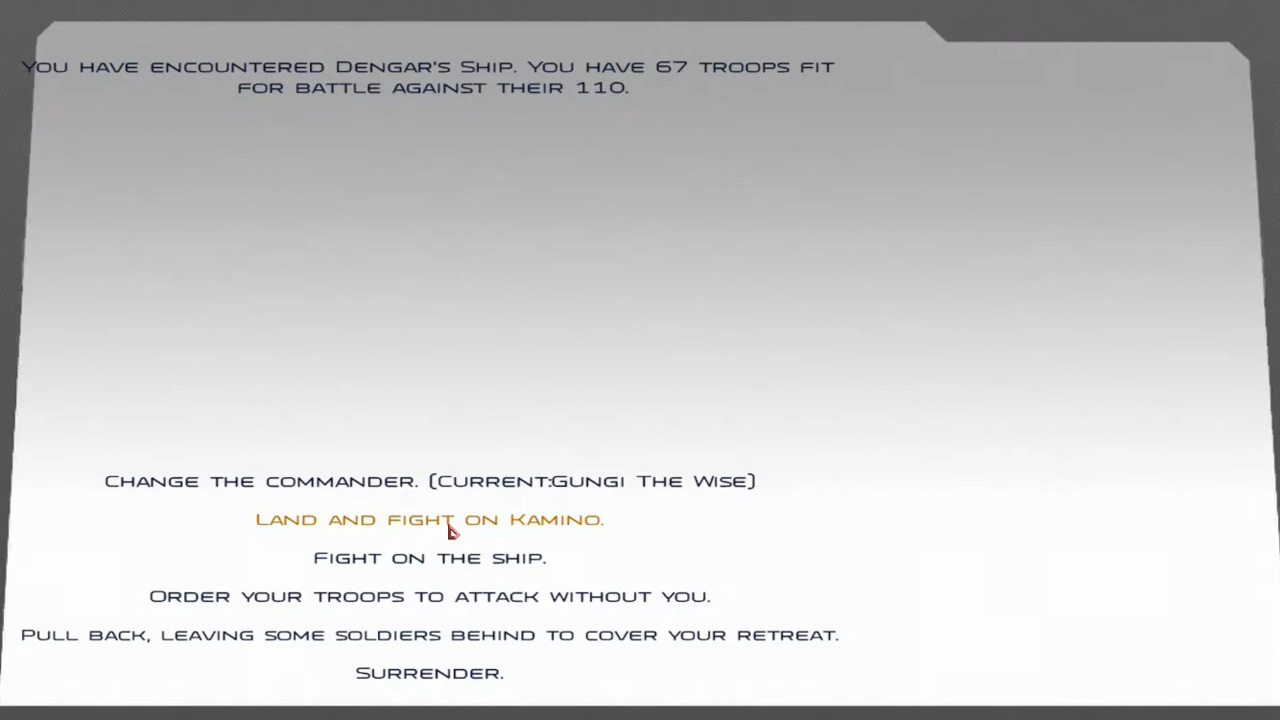 You have encountered Dengar's Ship. You have 67 troops fit
for battle against their 110.
Change the commander. (Current:Gungi The Wise)
Land and fight on Kamino.
Fight on the ship.
Order your troops to attack without you.
Pull back, leaving some soldiers behind to cover your retreat.
Surrender.